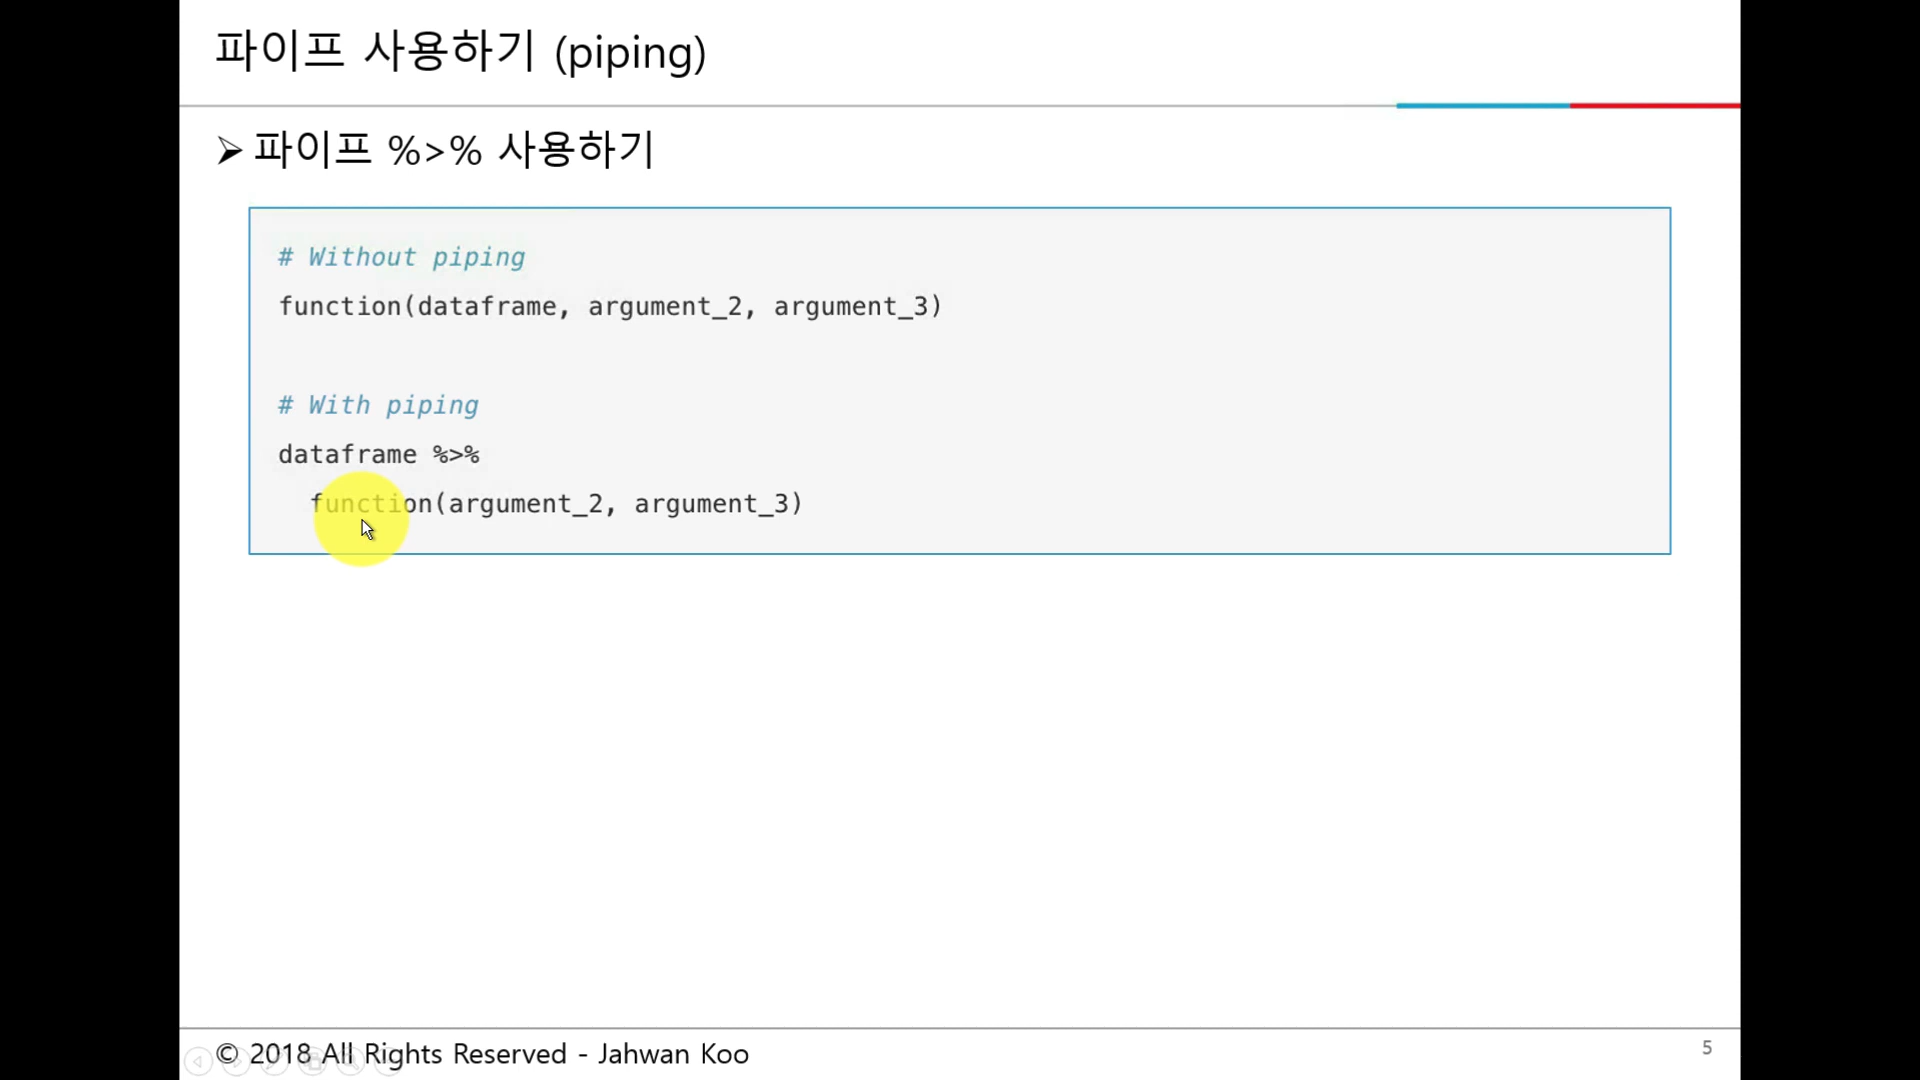 파이프 사용하기 (piping)
➢ 파이프 %>% 사용하기
# Without piping
function(dataframe, argument_2, argument_3)
# With piping
dataframe %>%
function(argument_2, argument_3)
© 2018 All Rights Reserved - Jahwan Koo
5